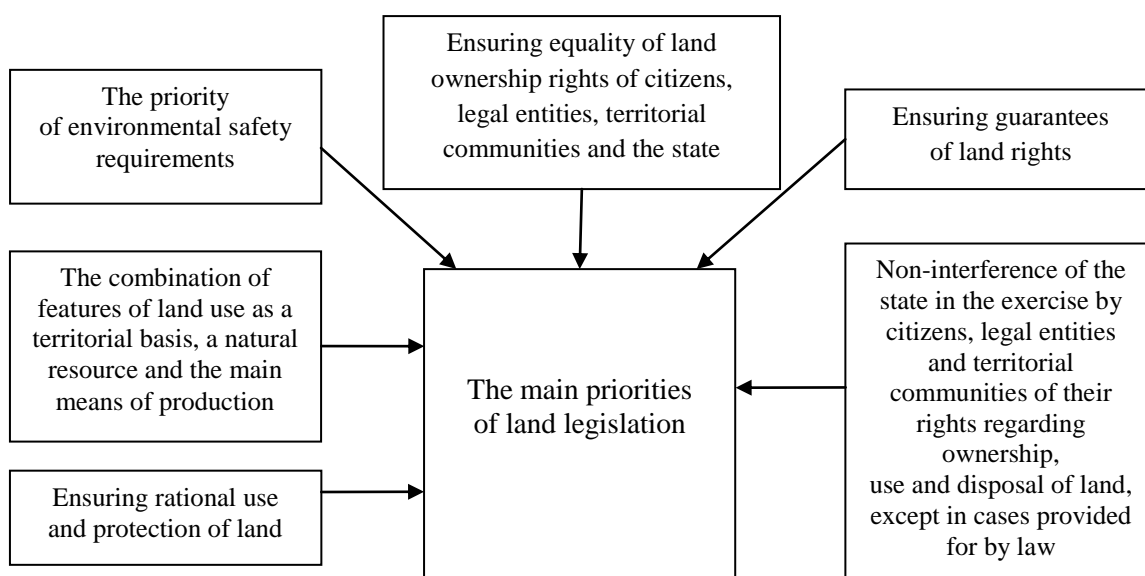 Ensuring equality of land
ownership rights of citizens,
legal entities, territorial
communities and the state
The priority
of environmental safety
requirements
Ensuring guarantees
of land rights
The combination of
features of land use as a
territorial basis, a natural
resource and the main
means of production
Non-interference of the
state in the exercise by
citizens, legal entities
and territorial
communities of their
rights regarding
ownership,
use and disposal of land,
except in cases provided
for by law
The main priorities
of land legislation
Ensuring rational use
and protection of land